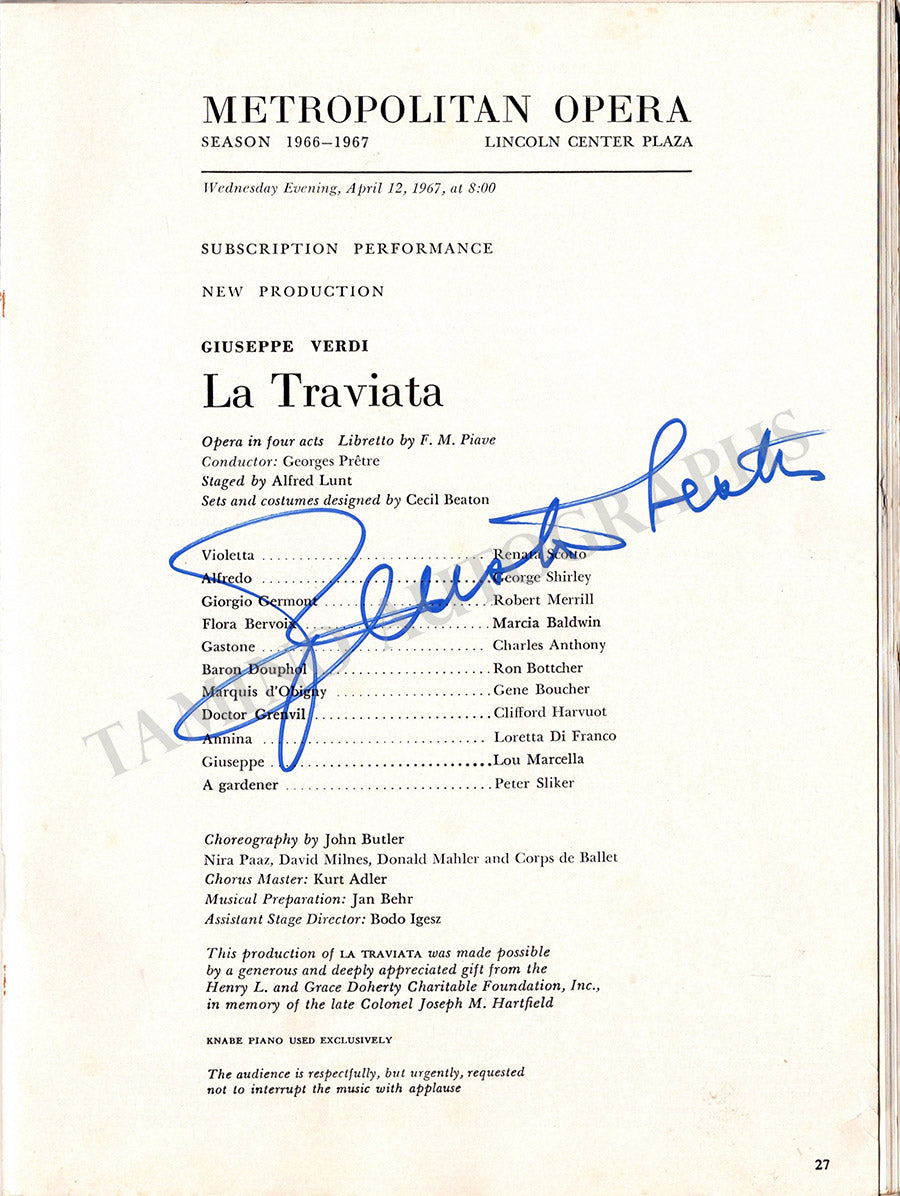 METROPOLITAN OPERA
SEASON 1966–1967 LINCOLN CENTER PLAZA
Wednesday Evening, April 12, 1967, at 8:00
SUBSCRIPTION PERFORMANCE
NEW PRODUCTION
GIUSEPPE VERDI
La Traviata
Opera in four acts Libretto by F. M. Piave
Conductor: Georges Prêtre
Staged by Alfred Lunt
Sets and costumes designed by Cecil Beaton
Renata Scotto
Violetta ........................ Renata Scotto
Alfredo ........................ George Shirley
Giorgio Germont ........................ Robert Merrill
Flora Bervoix ........................ Marcia Baldwin
Gastone ........................ Charles Anthony
Baron Douphol ........................ Ron Bottcher
Marquis d'Obigny ........................ Gene Boucher
Doctor Grenvil ........................ Clifford Harvuot
Annina ........................ Loretta Di Franco
Giuseppe ........................ Lou Marcella
A gardener ........................ Peter Sliker
TAMINO AUTOGRAPHS
Choreography by John Butler
Nira Paaz, David Milnes, Donald Mahler and Corps de Ballet
Chorus Master: Kurt Adler
Musical Preparation: Jan Behr
Assistant Stage Director: Bodo Igesz
This production of LA TRAVIATA was made possible
by a generous and deeply appreciated gift from the
Henry L. and Grace Doherty Charitable Foundation, Inc.,
in memory of the late Colonel Joseph M. Hartfield
KNABE PIANO USED EXCLUSIVELY
The audience is respectfully, but urgently, requested
not to interrupt the music with applause
27